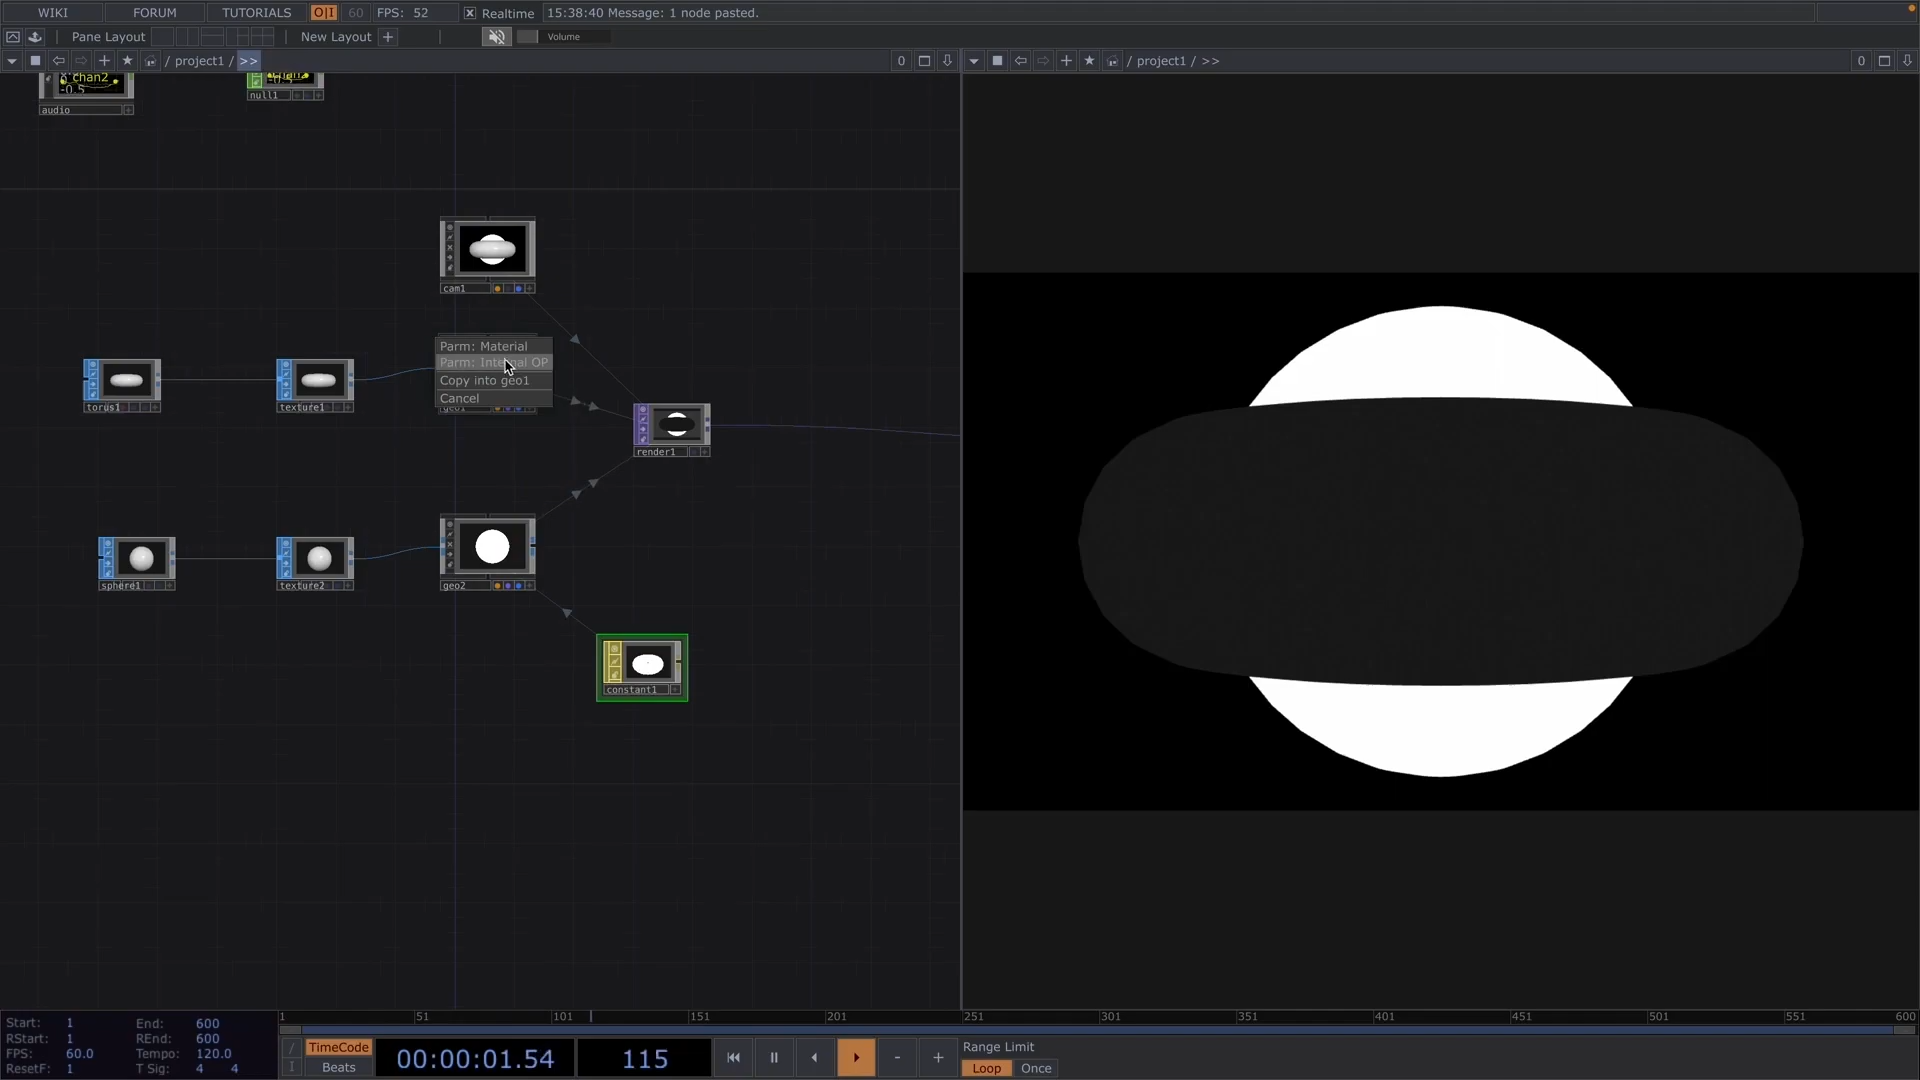 WIKI FORUM TUTORIALS O|I 60 FPS: 52 Realtime 15:38:40 Message: 1 node pasted.
Pane Layout New Layout + Volume
/ project1 / >> 0 / project1 / >> 0
chan2
-0.5
audio
null1
cam1
Parm: Material
Parm: Internal OP
Copy into geo1
Cancel
torus1
texture1
geo1
render1
sphere1
texture2
geo2
constant1
1 51 101 151 201 251 301 351 401 451 501 551 600
Start: 1 End: 600
RStart: 1 REnd: 600
FPS: 60.0 Tempo: 120.0
ResetF: 1 T Sig: 4 4
TimeCode
Beats
00:00:01.54 115
- +
Range Limit
Loop Once